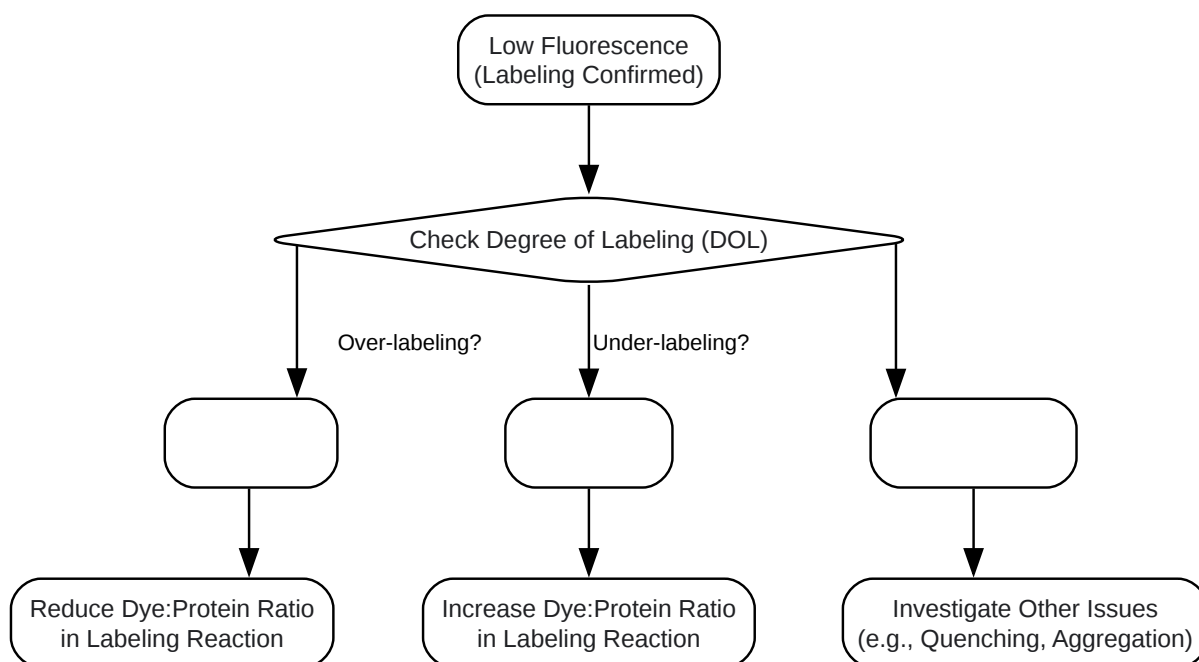 Low Fluorescence
(Labeling Confirmed)
Check Degree of Labeling (DOL)
Over-labeling?
Under-labeling?
Reduce Dye:Protein Ratio
in Labeling Reaction
Increase Dye:Protein Ratio
in Labeling Reaction
Investigate Other Issues
(e.g., Quenching, Aggregation)